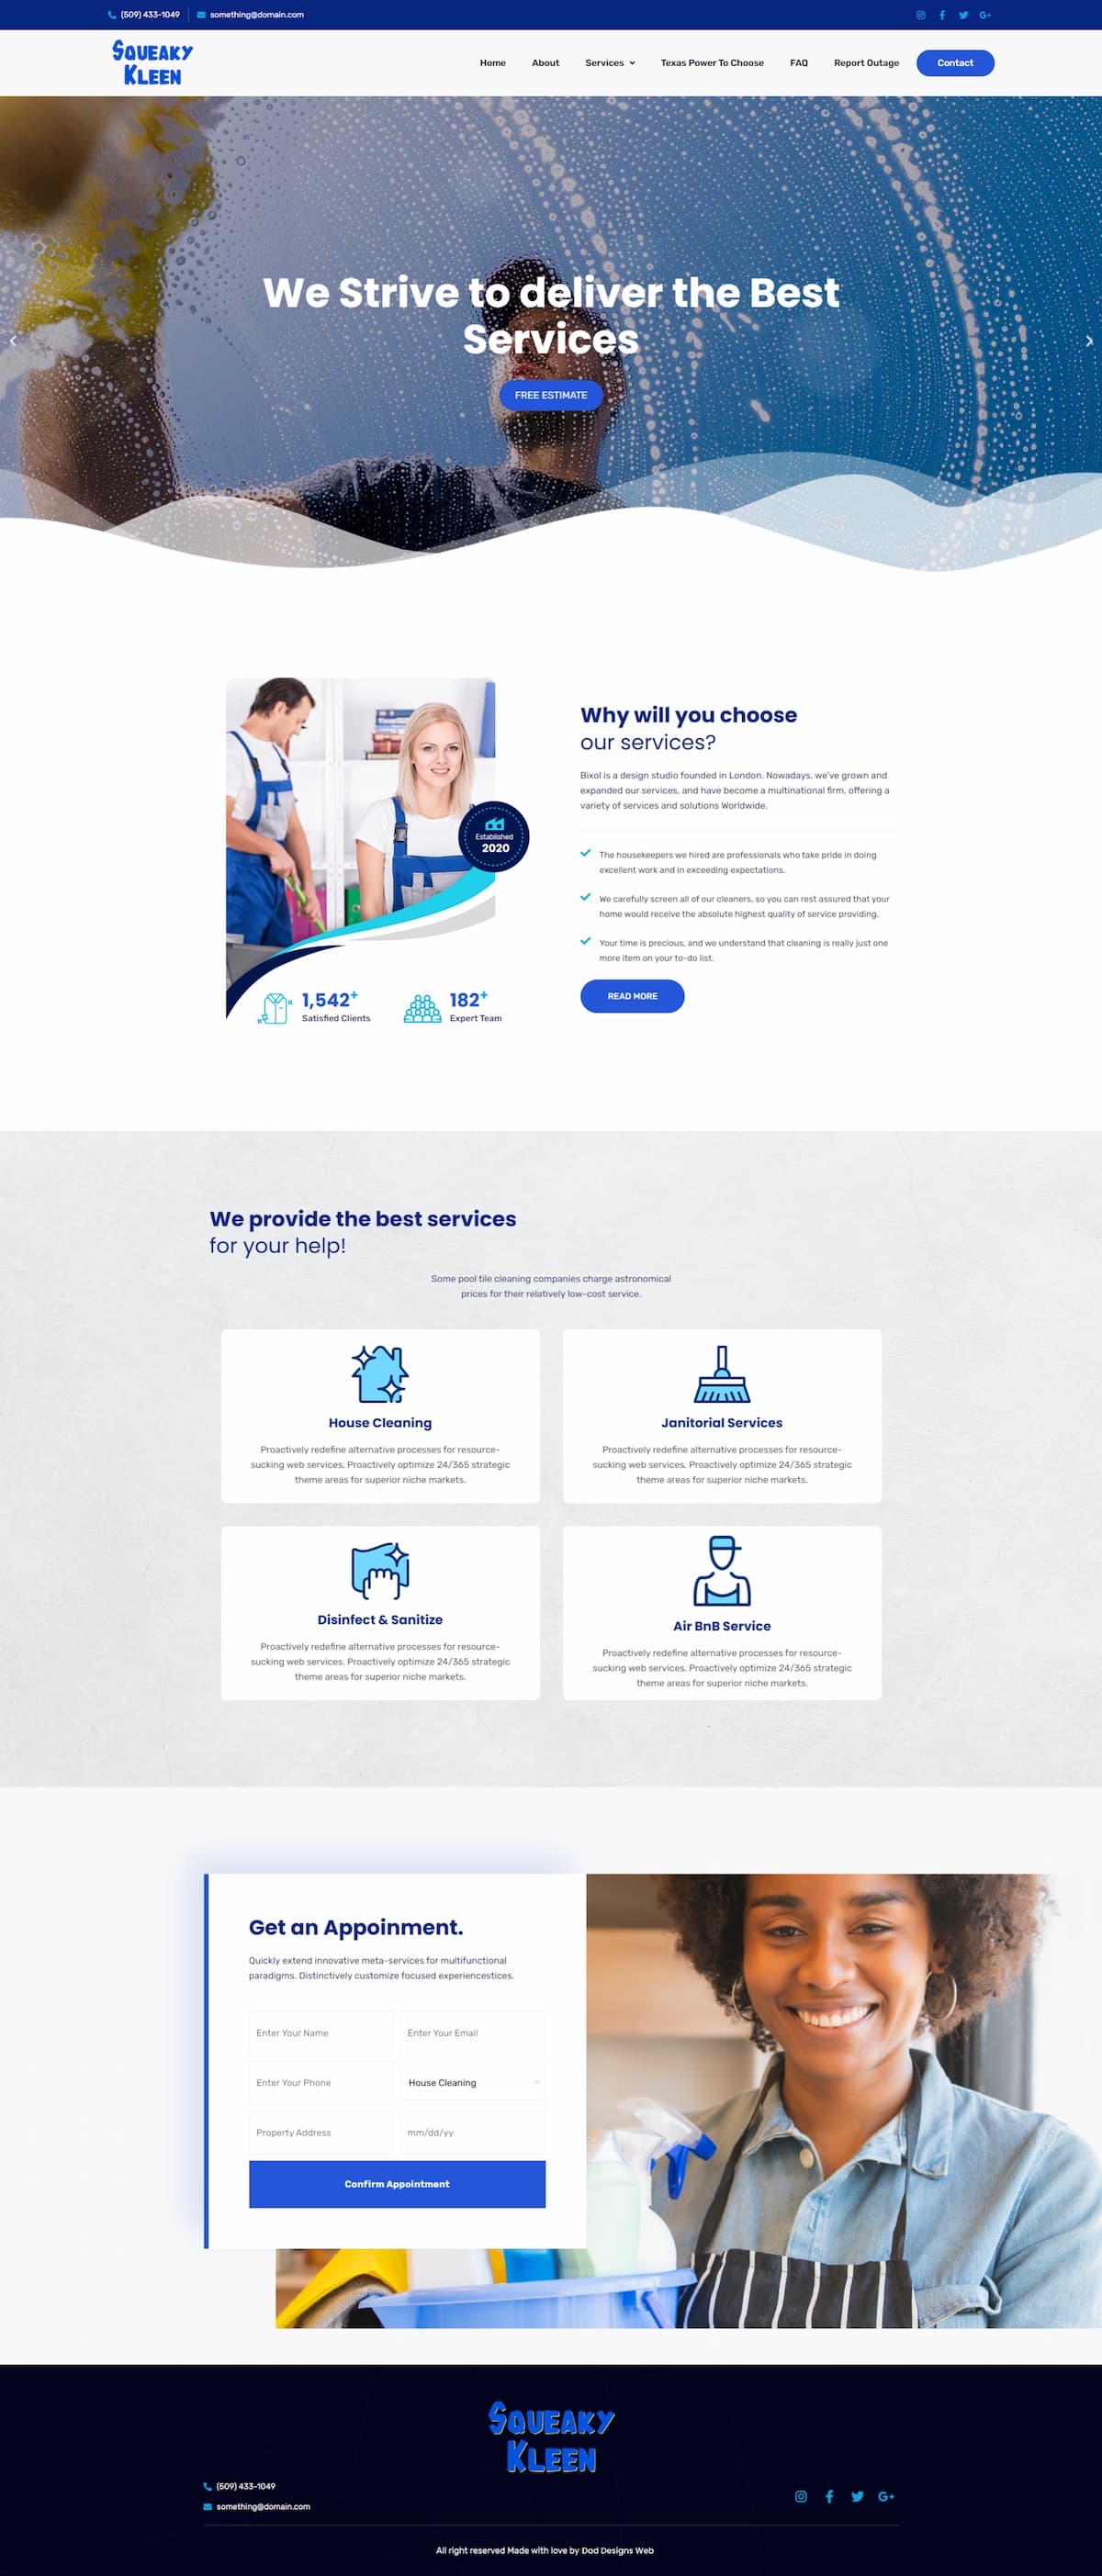 (509) 433-1049
something@domain.com
SQUEAKY
KLEEN
Home
About
Services
Texas Power To Choose
FAQ
Report Outage
Contact
We Strive to deliver the Best
Services
FREE ESTIMATE
Why will you choose
our services?
Bixol is a design studio founded in London. Nowadays, we've grown and
expanded our services, and have become a multinational firm, offering a
variety of services and solutions Worldwide.
Established
2020
The housekeepers we hired are professionals who take pride in doing
excellent work and in exceeding expectations.
We carefully screen all of our cleaners, so you can rest assured that your
home would receive the absolute highest quality of service providing.
Your time is precious, and we understand that cleaning is really just one
more item on your to-do list.
READ MORE
1,542+
Satisfied Clients
182+
Expert Team
We provide the best services
for your help!
Some pool tile cleaning companies charge astronomical
prices for their relatively low-cost service.
House Cleaning
Proactively redefine alternative processes for resource-
sucking web services. Proactively optimize 24/365 strategic
theme areas for superior niche markets.
Janitorial Services
Proactively redefine alternative processes for resource-
sucking web services. Proactively optimize 24/365 strategic
theme areas for superior niche markets.
Disinfect & Sanitize
Proactively redefine alternative processes for resource-
sucking web services. Proactively optimize 24/365 strategic
theme areas for superior niche markets.
Air BnB Service
Proactively redefine alternative processes for resource-
sucking web services. Proactively optimize 24/365 strategic
theme areas for superior niche markets.
Get an Appoinment.
Quickly extend innovative meta-services for multifunctional
paradigms. Distinctively customize focused experiencestices.
Enter Your Name
Enter Your Email
Enter Your Phone
House Cleaning
Property Address
mm/dd/yy
Confirm Appointment
SQUEAKY
KLEEN
(509) 433-1049
something@domain.com
All right reserved Made with love by Dad Designs Web